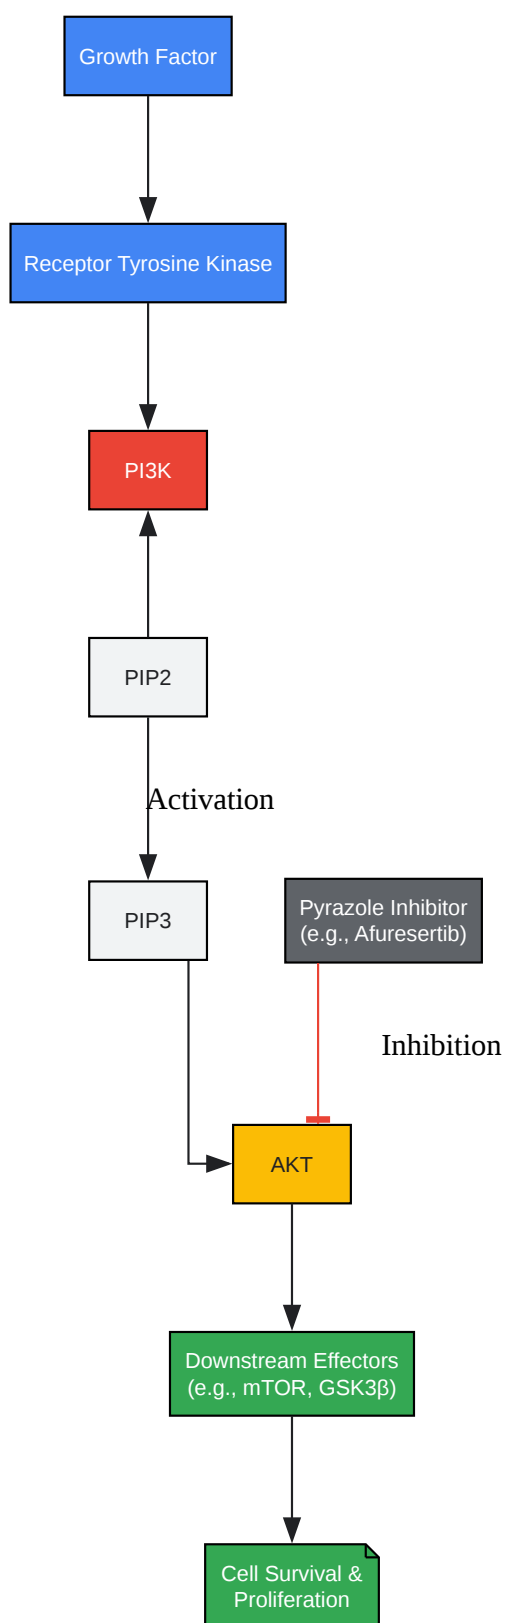 Growth Factor
Receptor Tyrosine Kinase
PI3K
PIP2
Activation
PIP3
Pyrazole Inhibitor
(e.g., Afuresertib)
Inhibition
AKT
Downstream Effectors
(e.g., mTOR, GSK3β)
Cell Survival &
Proliferation